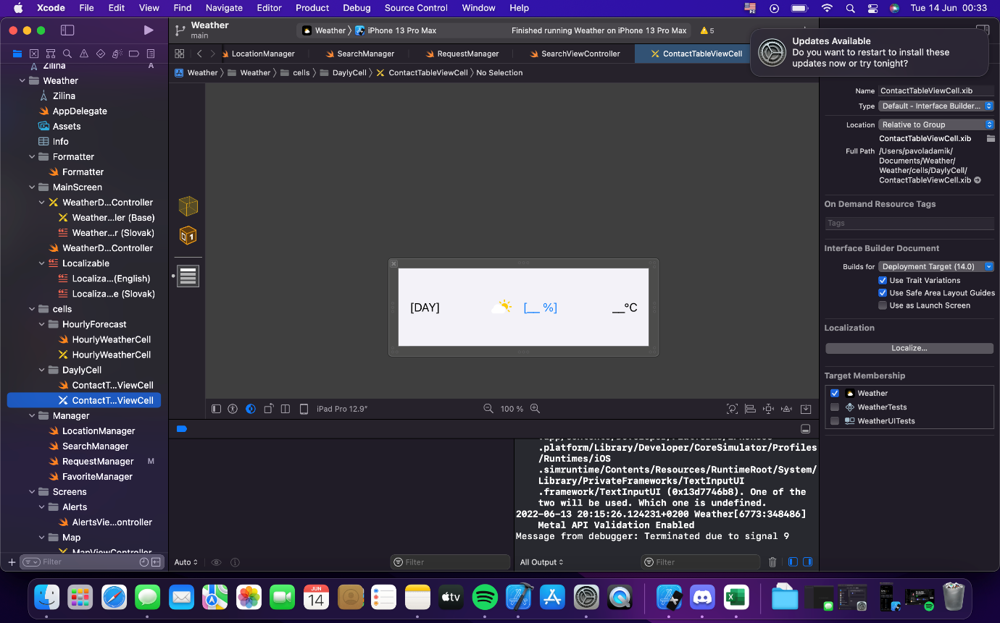 Xcode File Edit View Find Navigate Editor Product Debug Source Control Window Help
Tue 14 Jun 00:33
Weather
main
Weather iPhone 13 Pro Max
Finished running Weather on iPhone 13 Pro Max
5
Updates Available
Do you want to restart to install these
updates now or try tonight?
LocationManager
SearchManager
RequestManager
SearchViewController
ContactTableViewCell
Weather Weather cells DaylyCell ContactTableViewCell No Selection
Zilina A
Weather
Zilina
AppDelegate
Assets
Info
Formatter
Formatter
MainScreen
WeatherD...Controller
Weather...ler (Base)
Weather...r (Slovak)
WeatherD...Controller
Localizable
Localiza...(English)
Localiza...e (Slovak)
cells
HourlyForecast
HourlyWeatherCell
HourlyWeatherCell
DaylyCell
ContactT...ViewCell
ContactT...ViewCell
Manager
LocationManager
SearchManager
RequestManager M
FavoriteManager
Screens
Alerts
AlertsVie...ontroller
Map
MapViewController
Filter
[DAY]
[__ %]
__°C
iPad Pro 12.9"
100 %
.platform/Library/Developer/CoreSimulator/Profiles
/Runtimes/iOS
.simruntime/Contents/Resources/RuntimeRoot/System/
Library/PrivateFrameworks/TextInputUI
.framework/TextInputUI (0x13d7746b8). One of the
two will be used. Which one is undefined.
2022-06-13 20:15:26.124231+0200 Weather[6773:348486]
Metal API Validation Enabled
Message from debugger: Terminated due to signal 9
Auto
Filter
All Output
Filter
Name ContactTableViewCell.xib
Type Default - Interface Builder...
Location Relative to Group
ContactTableViewCell.xib
Full Path /Users/pavoladamik/
Documents/Weather/
Weather/cells/DaylyCell/
ContactTableViewCell.xib
On Demand Resource Tags
Tags
Interface Builder Document
Builds for Deployment Target (14.0)
Use Trait Variations
Use Safe Area Layout Guides
Use as Launch Screen
Localization
Localize...
Target Membership
Weather
WeatherTests
WeatherUITests
JUN
14
tv